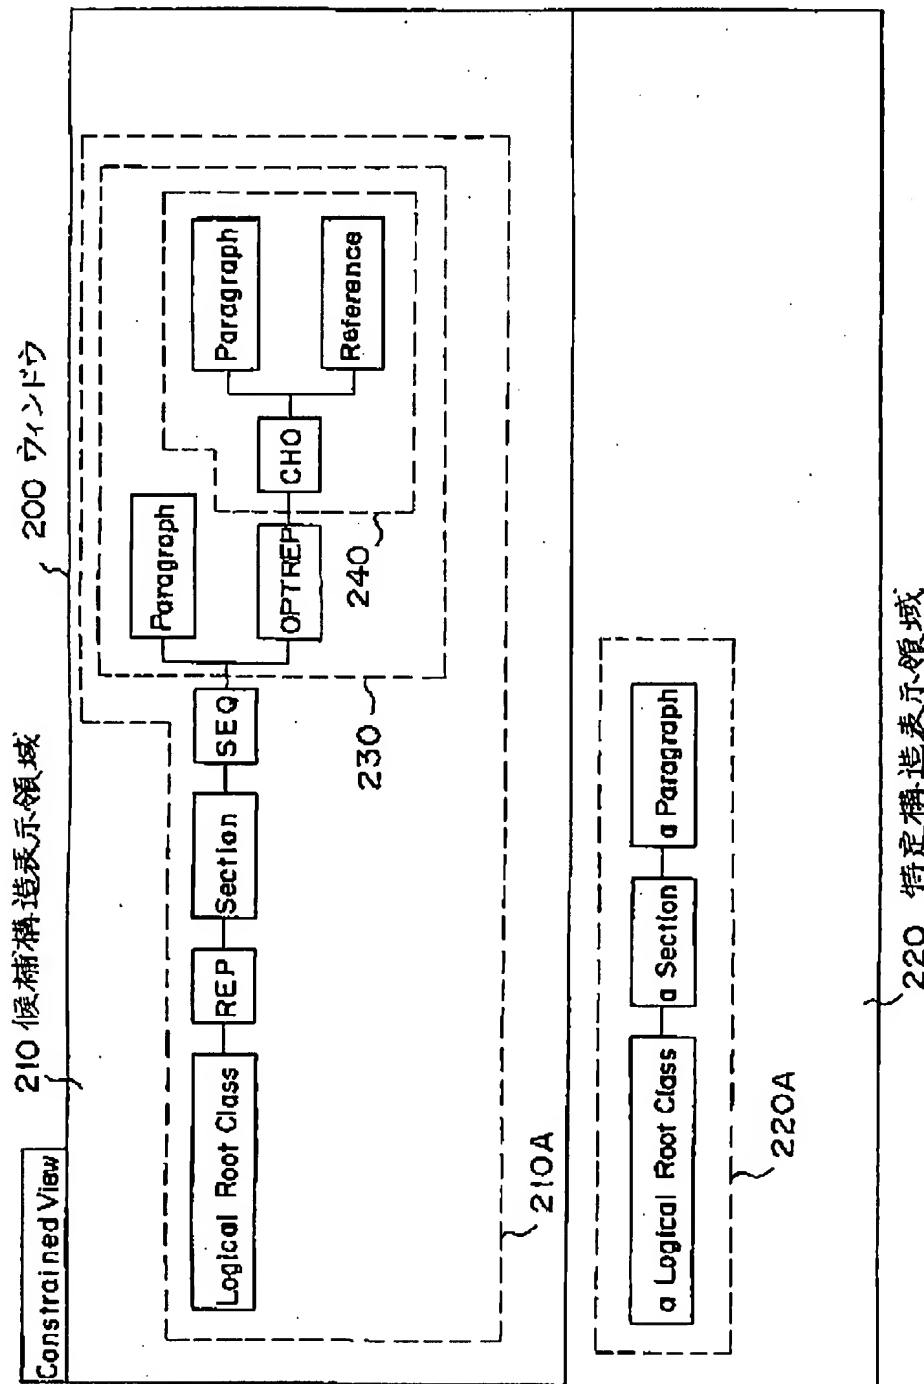 200 ウィンドウ
210 候補構造表示領域
Constrained View
Logical Root Class
REP
Section
SEQ
Paragraph
OPTREP
CHO
Paragraph
Reference
240
230
210A
a Logical Root Class
a Section
a Paragraph
220A
220 特定構造表示領域